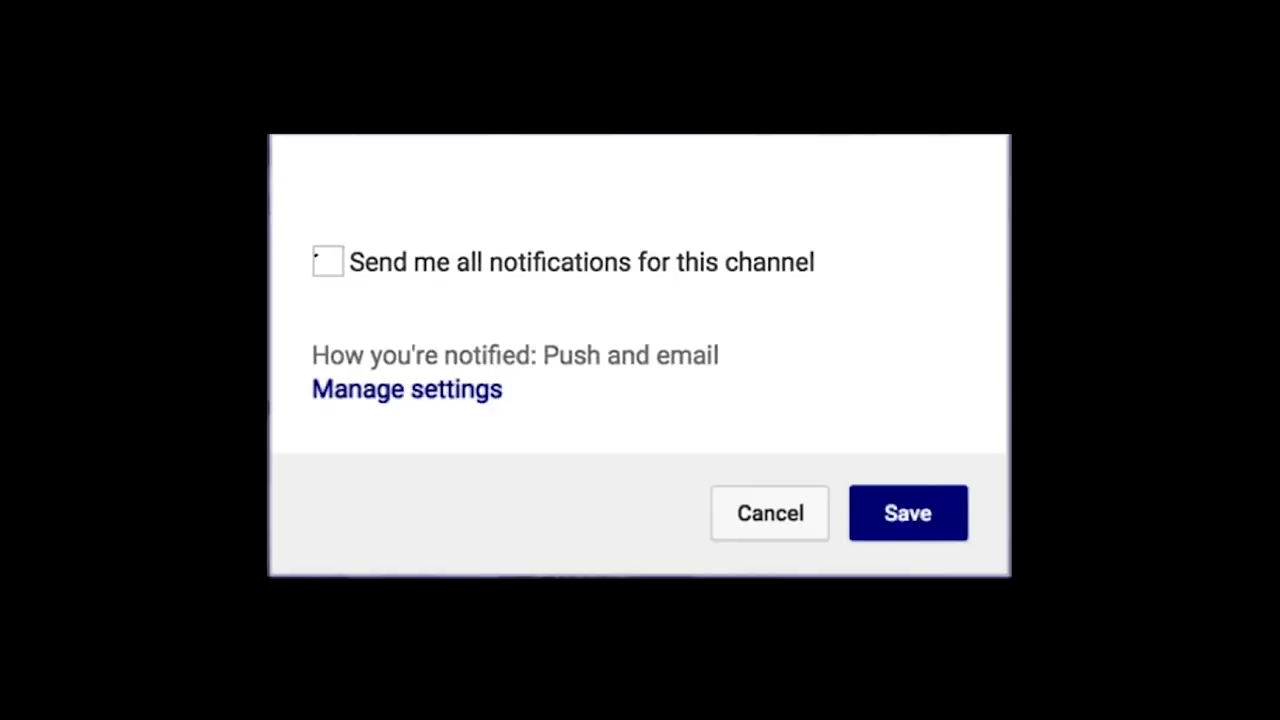 Send me all notifications for this channel
How you're notified: Push and email
Manage settings
Cancel
Save